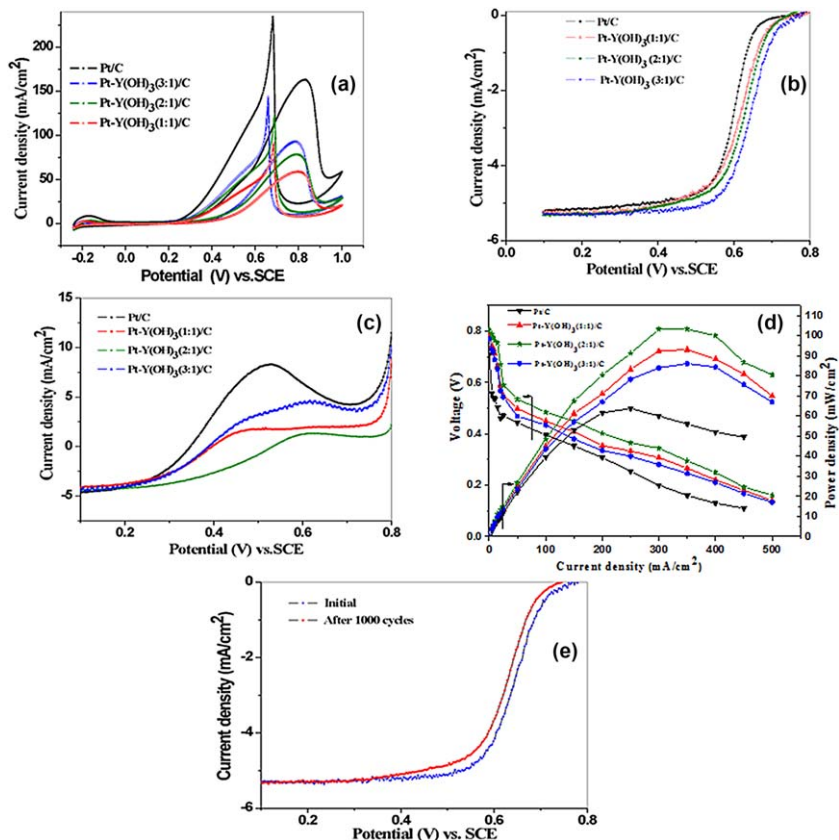 Current density (mA/cm²)
250
200
150
100
50
0
Pt/C
Pt-Y(OH)₃(3:1)/C
Pt-Y(OH)₃(2:1)/C
Pt-Y(OH)₃(1:1)/C
(a)
-0.2 0.0 0.2 0.4 0.6 0.8 1.0
Potential (V) vs.SCE
Current density (mA/cm²)
0
-2
-4
-6
Pt/C
Pt-Y(OH)₃(1:1)/C
Pt-Y(OH)₃ (2:1)/C
Pt-Y(OH)₃ (3:1)/C
(b)
0.0 0.2 0.4 0.6 0.8
Potential (V) vs.SCE
Current density (mA/cm²)
15
10
5
0
-5
Pt/C
Pt-Y(OH)₃(1:1)/C
Pt-Y(OH)₃(2:1)/C
Pt-Y(OH)₃(3:1)/C
(c)
0.2 0.4 0.6 0.8
Potential (V) vs.SCE
Voltage (V)
0.8
0.6
0.4
0.2
0.0
Pt/C
Pt-Y(OH)₃(1:1)/C
Pt-Y(OH)₃(2:1)/C
Pt-Y(OH)₃(3:1)/C
(d)
110
100
90
80
70
60
50
40
30
20
10
0
Power density (mW/cm²)
0 100 200 300 400 500
Current density (mA/cm²)
Current density (mA/cm²)
0
-2
-4
-6
Initial
After 1000 cycles
(e)
0.2 0.4 0.6 0.8
Potential (V) vs. SCE